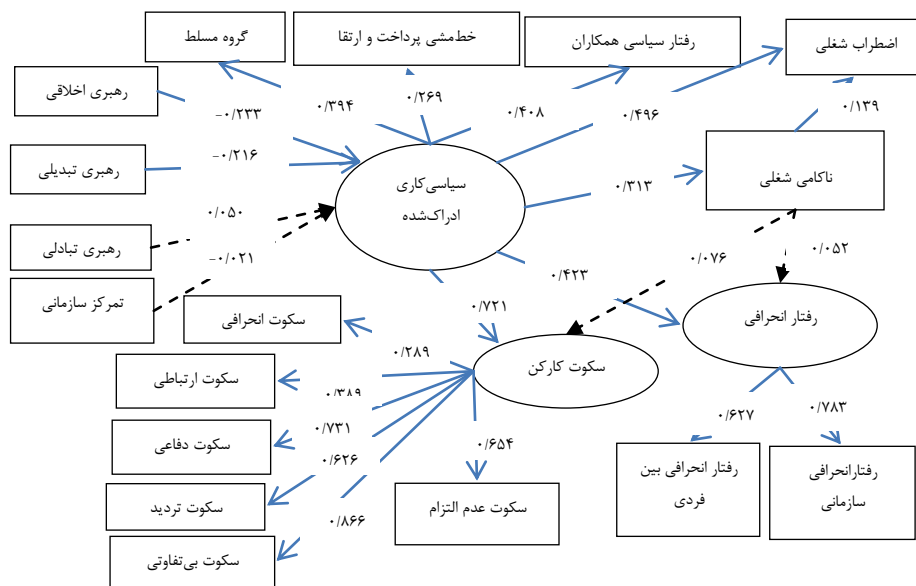 گروه مسلط
خط‌مشی پرداخت و ارتقا
رفتار سیاسی همکاران
اضطراب شغلی
رهبری اخلاقی
-۰/۲۳۳
۰/۳۹۴
۰/۲۶۹
۰/۴۰۸
۰/۴۹۶
۰/۱۳۹
رهبری تبدیلی
-۰/۲۱۶
سیاسی‌کاری
ادراک‌شده
۰/۳۱۳
ناکامی شغلی
رهبری تبادلی
۰/۰۵۰
-۰/۰۲۱
۰/۴۲۳
۰/۰۷۶
۰/۰۵۲
تمرکز سازمانی
سکوت انحرافی
۰/۷۲۱
رفتار انحرافی
سکوت ارتباطی
۰/۲۸۹
۰/۳۸۹
سکوت کارکن
سکوت دفاعی
۰/۷۳۱
۰/۶۲۶
۰/۶۵۴
۰/۶۲۷
۰/۷۸۳
سکوت تردید
سکوت عدم التزام
رفتار انحرافی بین
فردی
رفتارانحرافی
سازمانی
۰/۸۶۶
سکوت بی‌تفاوتی